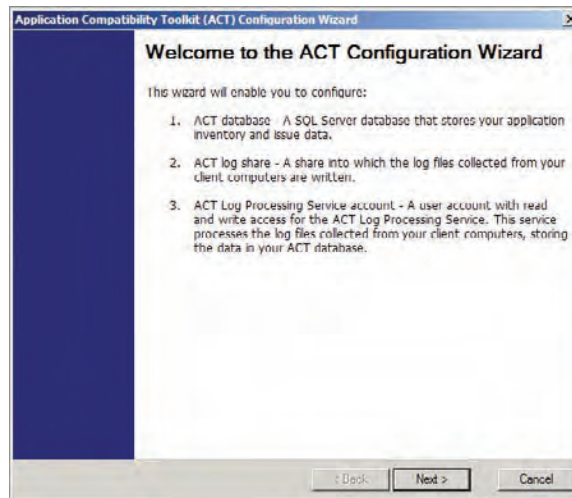 Application Compatibility Toolkit (ACT) Configuration Wizard
Welcome to the ACT Configuration Wizard
This wizard will enable you to configure:
1. ACT database - A SQL Server database that stores your application
inventory and issue data.
2. ACT log share - A share into which the log files collected from your
client computers are written.
3. ACT Log Processing Service account - A user account with read
and write access for the ACT Log Processing Service. This service
processes the log files collected from your client computers, storing
the data in your ACT database.
< Back
Next >
Cancel